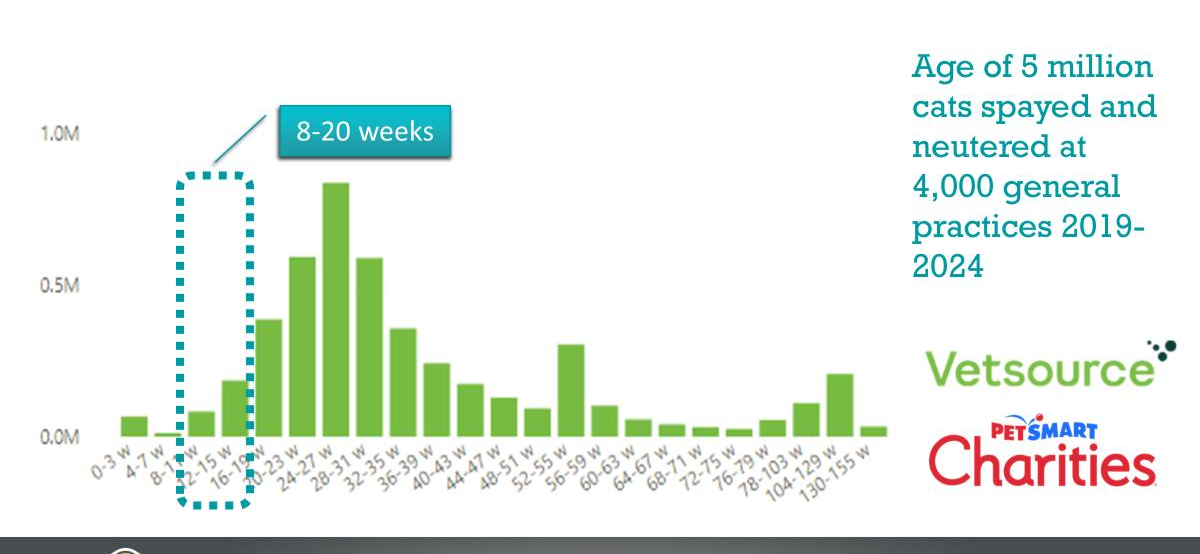 Age of 5 million
cats spayed and
neutered at
4,000 general
practices 2019-
2024
8-20 weeks
1.0M
0.5M
0.0M
0-3 w
4-7 w
8-11 w
12-15 w
16-19 w
20-23 w
24-27 w
28-31 w
32-35 w
36-39 w
40-43 w
44-47 w
48-51 w
52-55 w
56-59 w
60-63 w
64-67 w
68-71 w
72-75 w
76-79 w
78-103 w
104-129 w
130-155 w
Vetsource
PETSMART
Charities